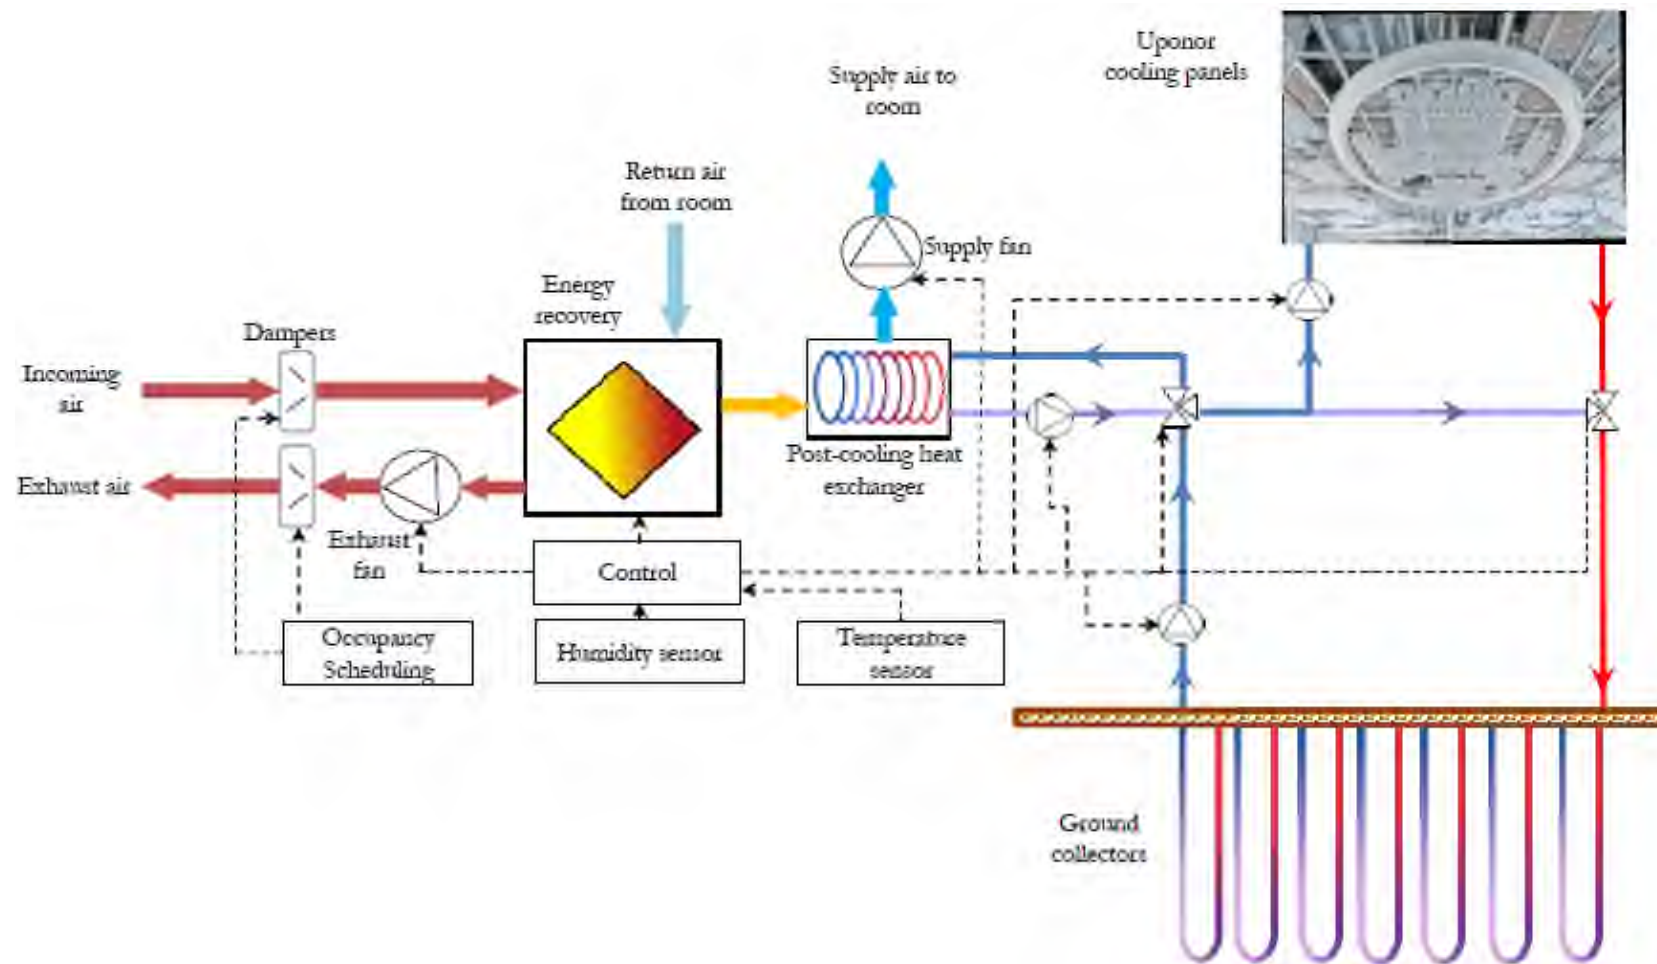 Uponor
cooling panels
Supply air to
room
Return air
from room
Supply fan
Energy
recovery
Dampers
Incoming
air
Post-cooling heat
exchanger
Exhaust air
Exhaust
fan
Control
Occupancy
Scheduling
Humidity sensor
Temperature
sensor
Ground
collectors